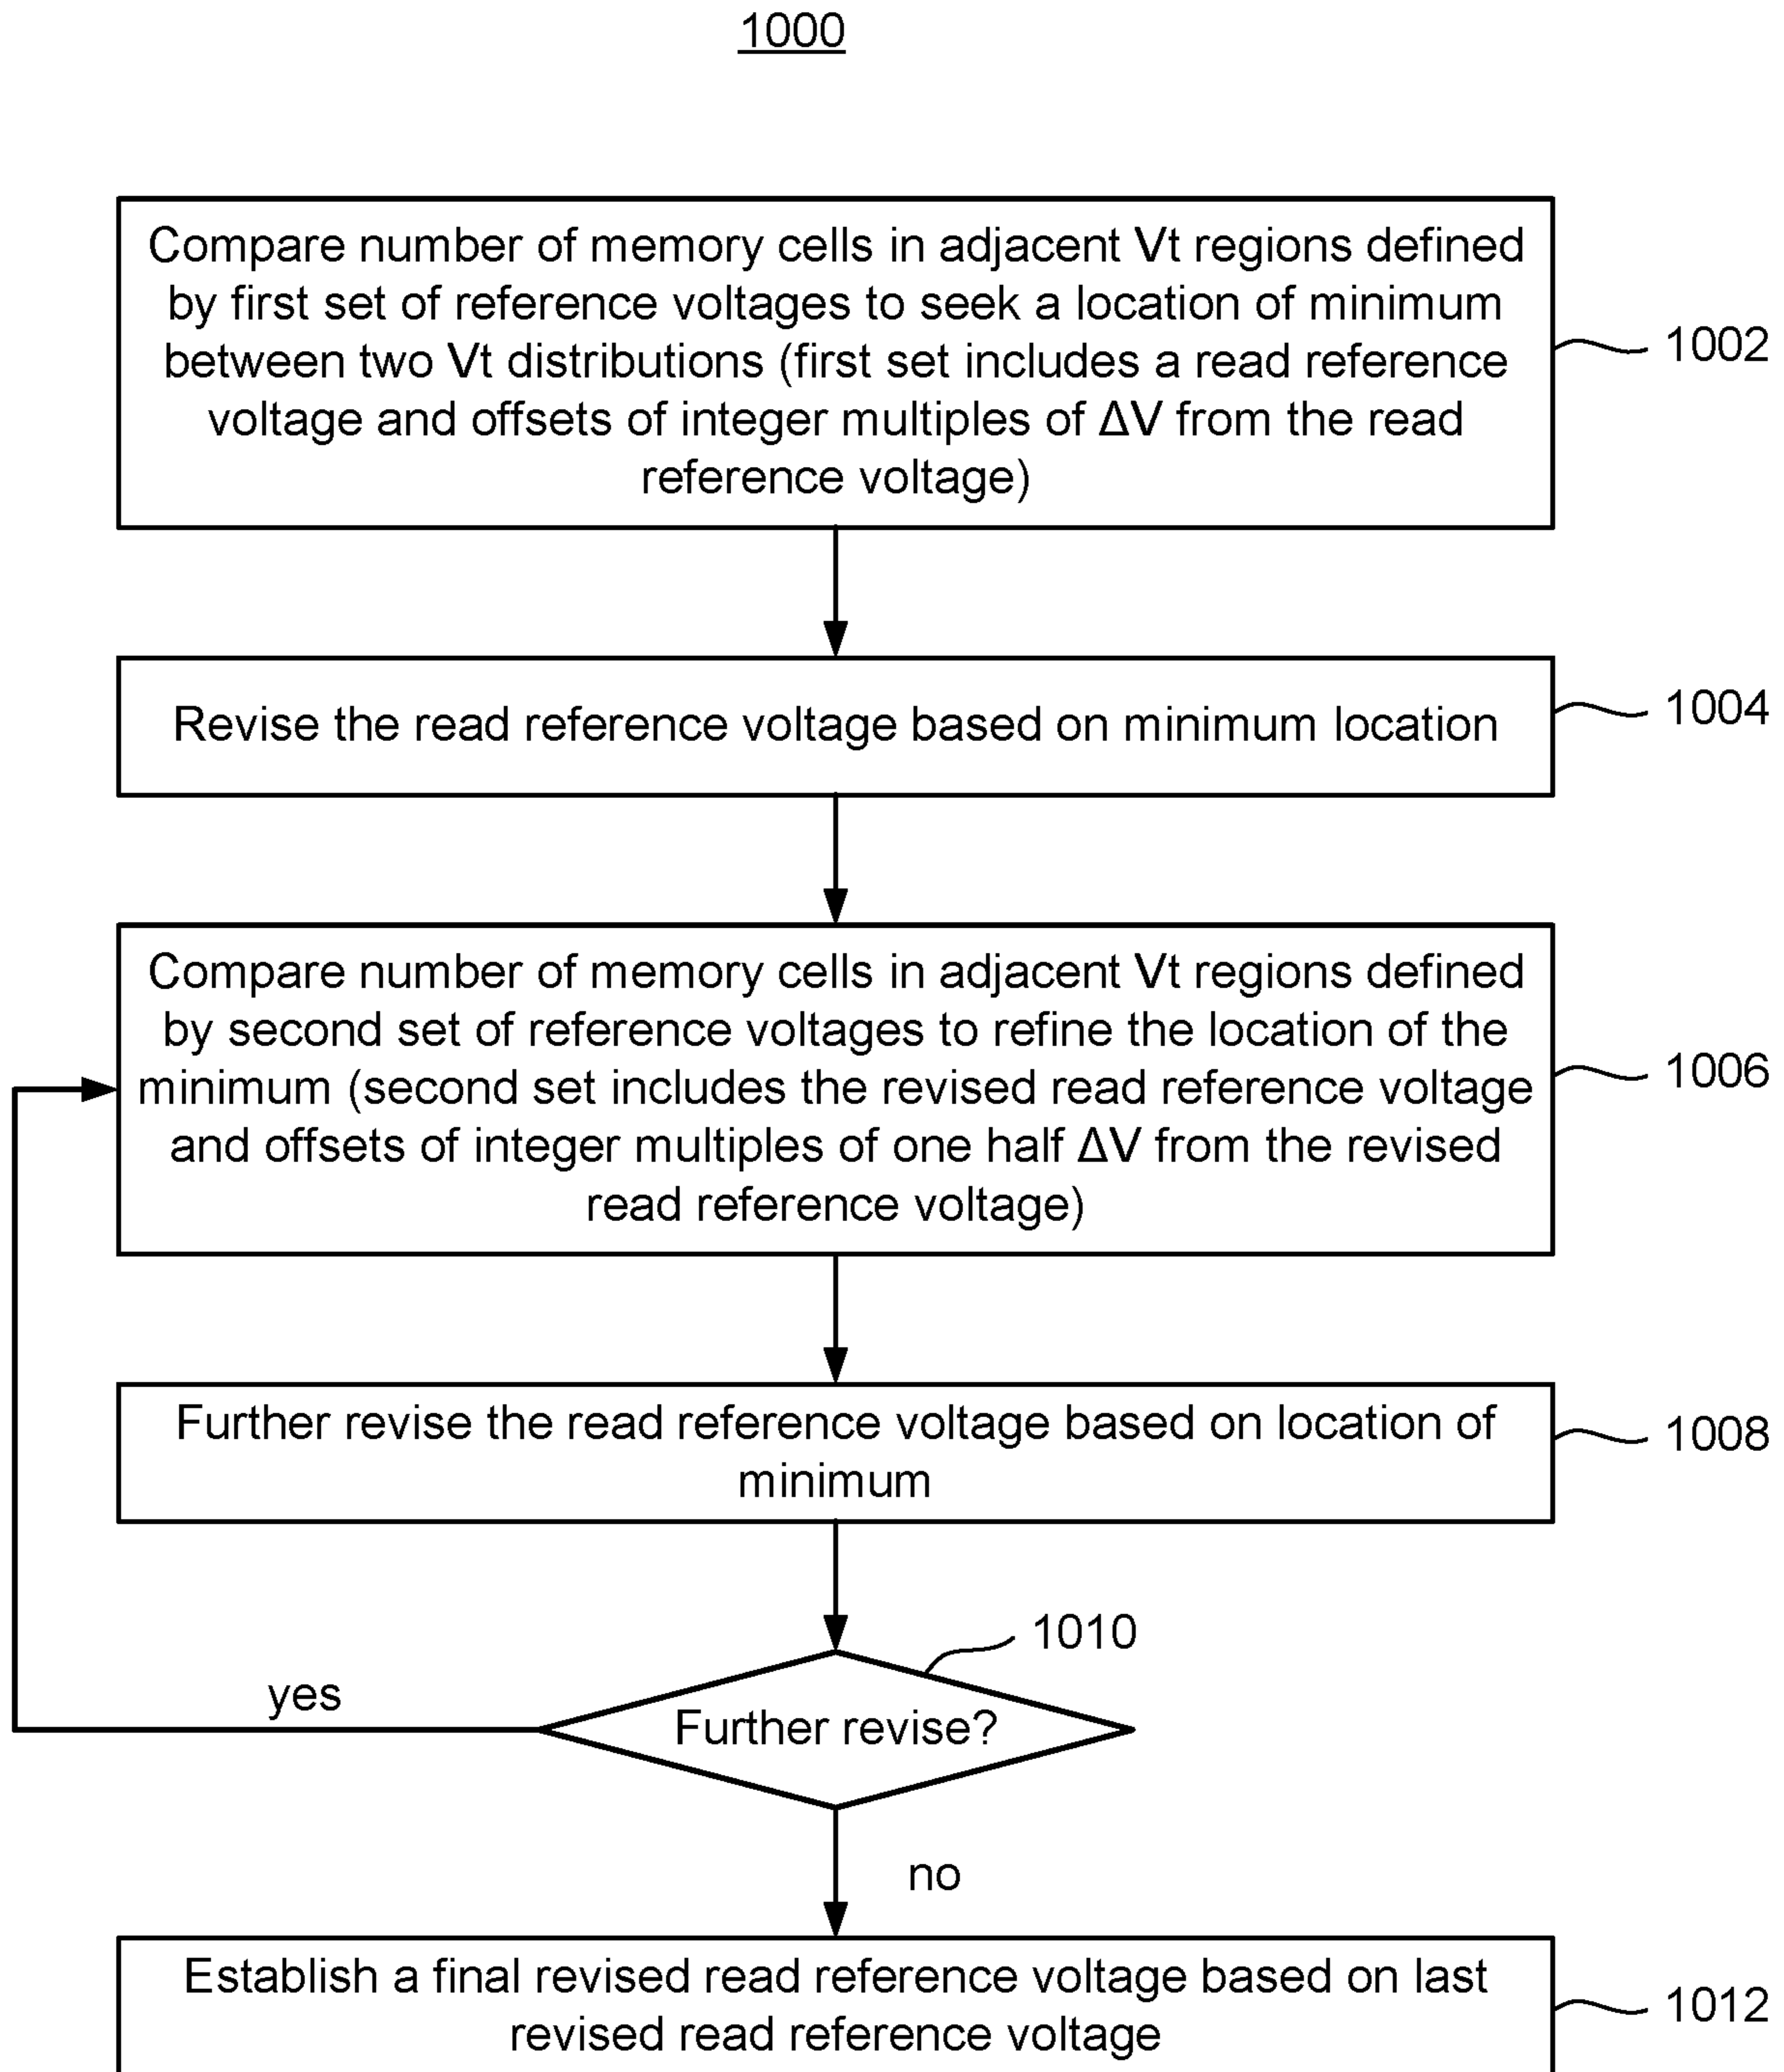 1000
Compare number of memory cells in adjacent Vt regions defined
by first set of reference voltages to seek a location of minimum
between two Vt distributions (first set includes a read reference
voltage and offsets of integer multiples of ΔV from the read
reference voltage)
1002
Revise the read reference voltage based on minimum location
1004
Compare number of memory cells in adjacent Vt regions defined
by second set of reference voltages to refine the location of the
minimum (second set includes the revised read reference voltage
and offsets of integer multiples of one half ΔV from the revised
read reference voltage)
1006
Further revise the read reference voltage based on location of
minimum
1008
1010
Further revise?
yes
no
Establish a final revised read reference voltage based on last
revised read reference voltage
1012